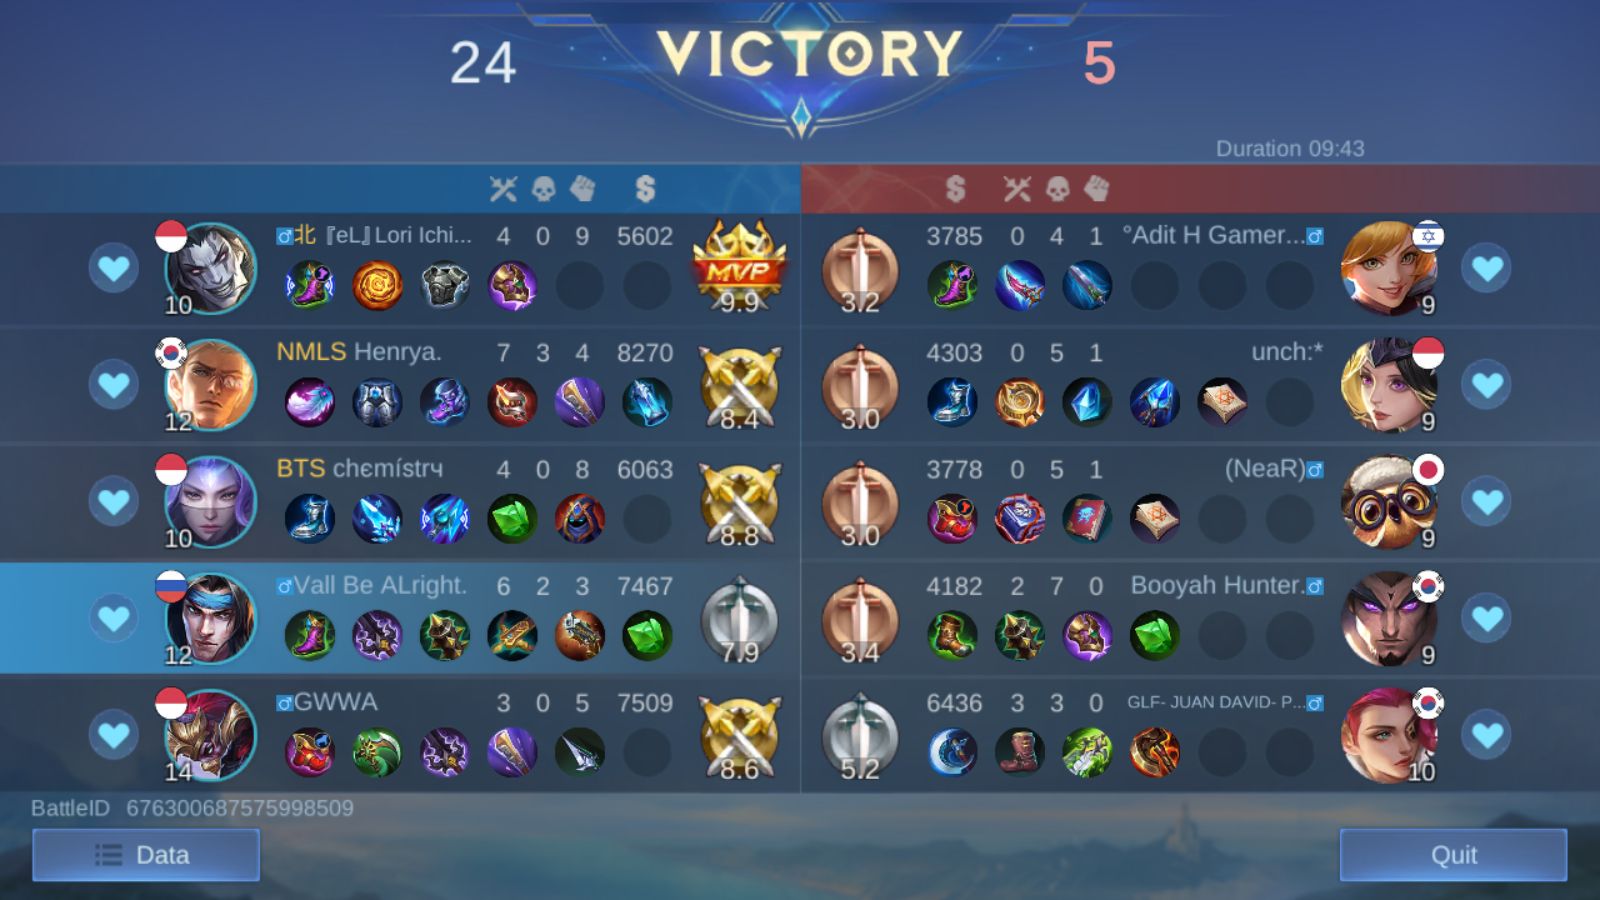 24 VICTORY 5
Duration 09:43
北『eL』Lori Ichi... 4 0 9 5602 MVP 9.9 10
3.2 3785 0 4 1 °Adit H Gamer... 9
NMLS Henrya. 7 3 4 8270 8.4 12
3.0 4303 0 5 1 unch:* 9
BTS chєmístrч 4 0 8 6063 8.8 10
3.0 3778 0 5 1 (NeaR) 9
Vall Be ALright. 6 2 3 7467 7.9 12
3.4 4182 2 7 0 Booyah Hunter. 9
GWWA 3 0 5 7509 8.6 14
5.2 6436 3 3 0 GLF- JUAN DAVID- P... 10
BattleID 676300687575998509
Data
Quit